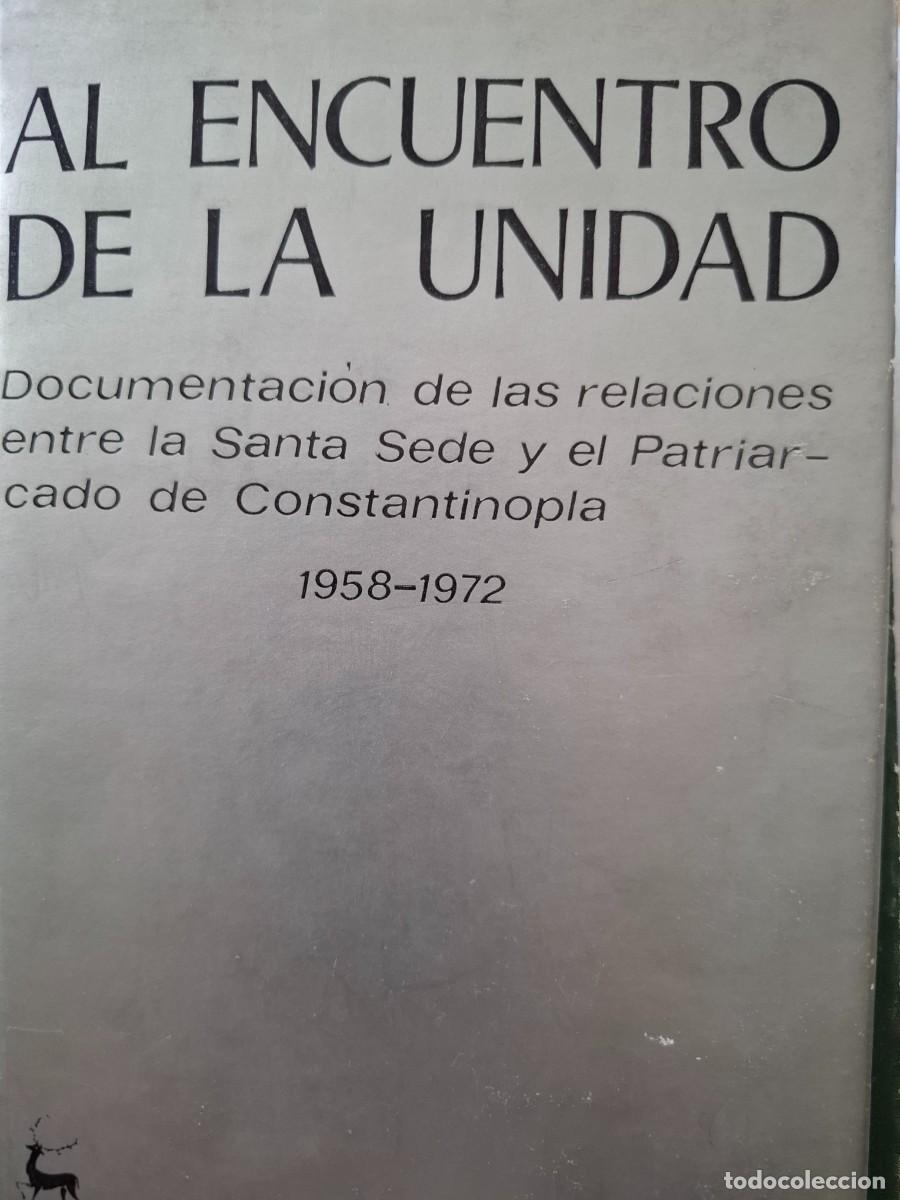 AL ENCUENTRO
DE LA UNIDAD
Documentación de las relaciones
entre la Santa Sede y el Patriar-
cado de Constantinopla
1958-1972
todocoleccion